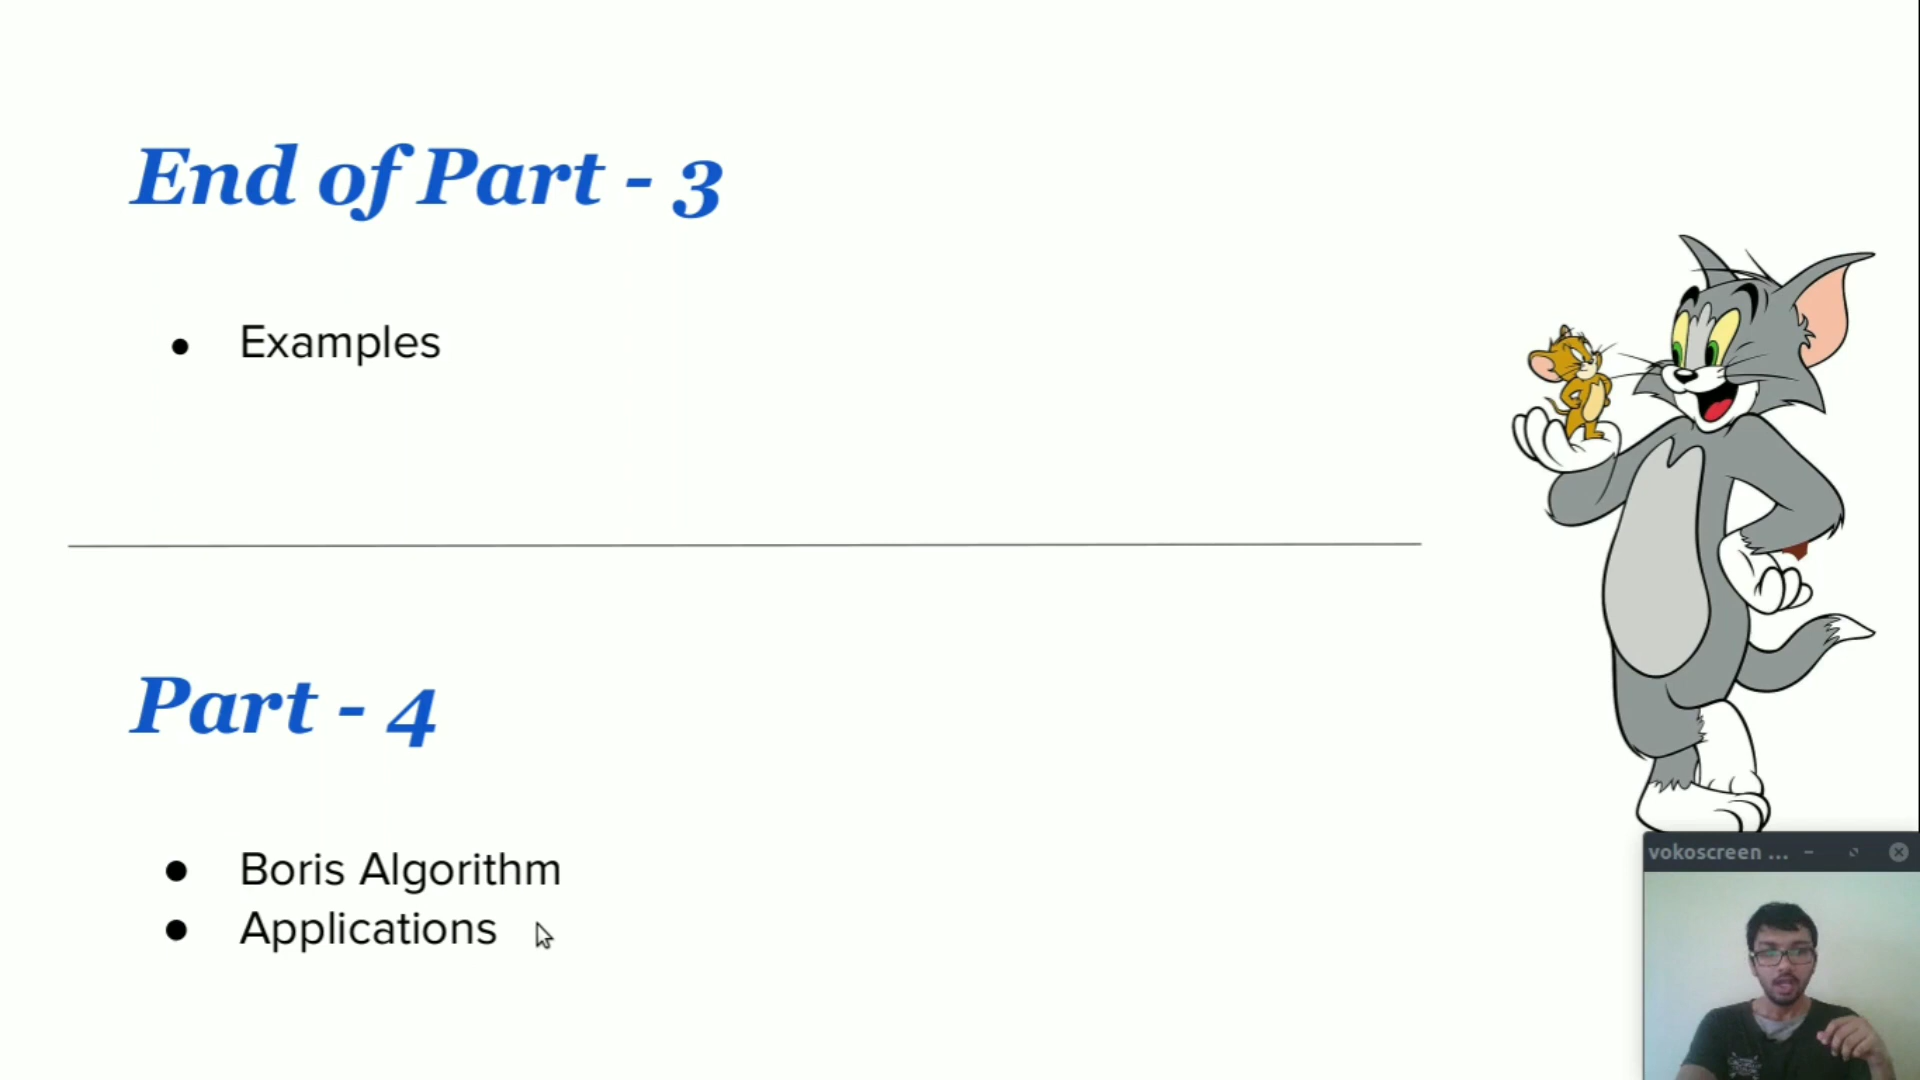 End of Part - 3
● Examples
Part - 4
● Boris Algorithm
● Applications
vokoscreen ...